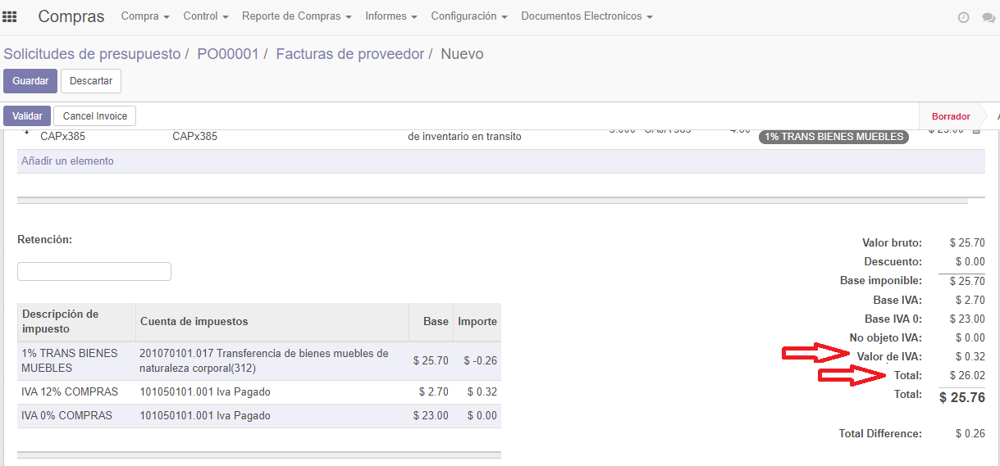 Compras Compra Control Reporte de Compras Informes Configuración Documentos Electronicos
Solicitudes de presupuesto / PO00001 / Facturas de proveedor / Nuevo
Guardar Descartar
Validar Cancel Invoice Borrador
CAPx385 CAPx385 de inventario en transito 1% TRANS BIENES MUEBLES
Añadir un elemento
Retención:
Valor bruto: $ 25.70
Descuento: $ 0.00
Base imponible: $ 25.70
Base IVA: $ 2.70
Base IVA 0: $ 23.00
No objeto IVA: $ 0.00
Valor de IVA: $ 0.32
Total: $ 26.02
Total: $ 25.76
Total Difference: $ 0.26
Descripción de
impuesto Cuenta de impuestos Base Importe
1% TRANS BIENES
MUEBLES 201070101.017 Transferencia de bienes muebles de
naturaleza corporal(312) $ 25.70 $ -0.26
IVA 12% COMPRAS 101050101.001 Iva Pagado $ 2.70 $ 0.32
IVA 0% COMPRAS 101050101.001 Iva Pagado $ 23.00 $ 0.00